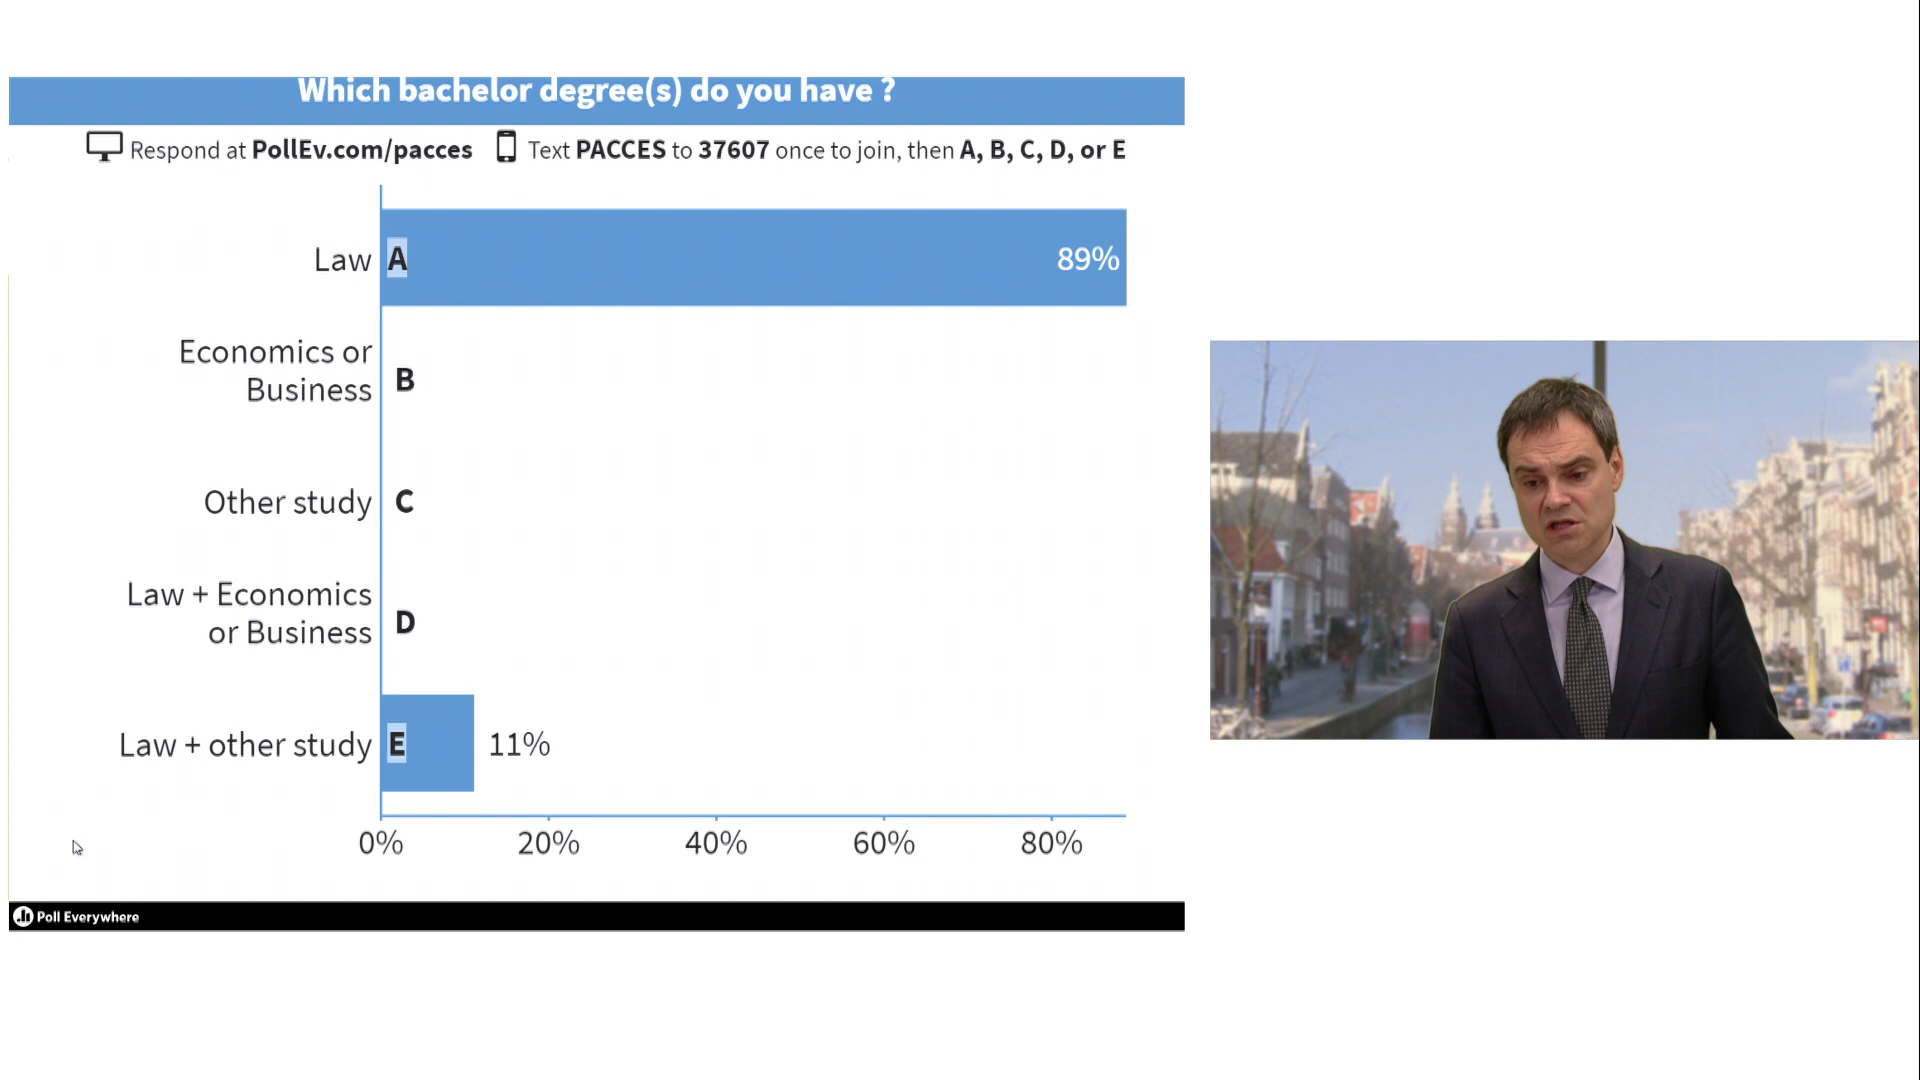 Which bachelor degree(s) do you have ?
Respond at PollEv.com/pacces Text PACCES to 37607 once to join, then A, B, C, D, or E
Law A 89%
Economics or
Business B
Other study C
Law + Economics
or Business D
Law + other study E 11%
0% 20% 40% 60% 80%
Poll Everywhere